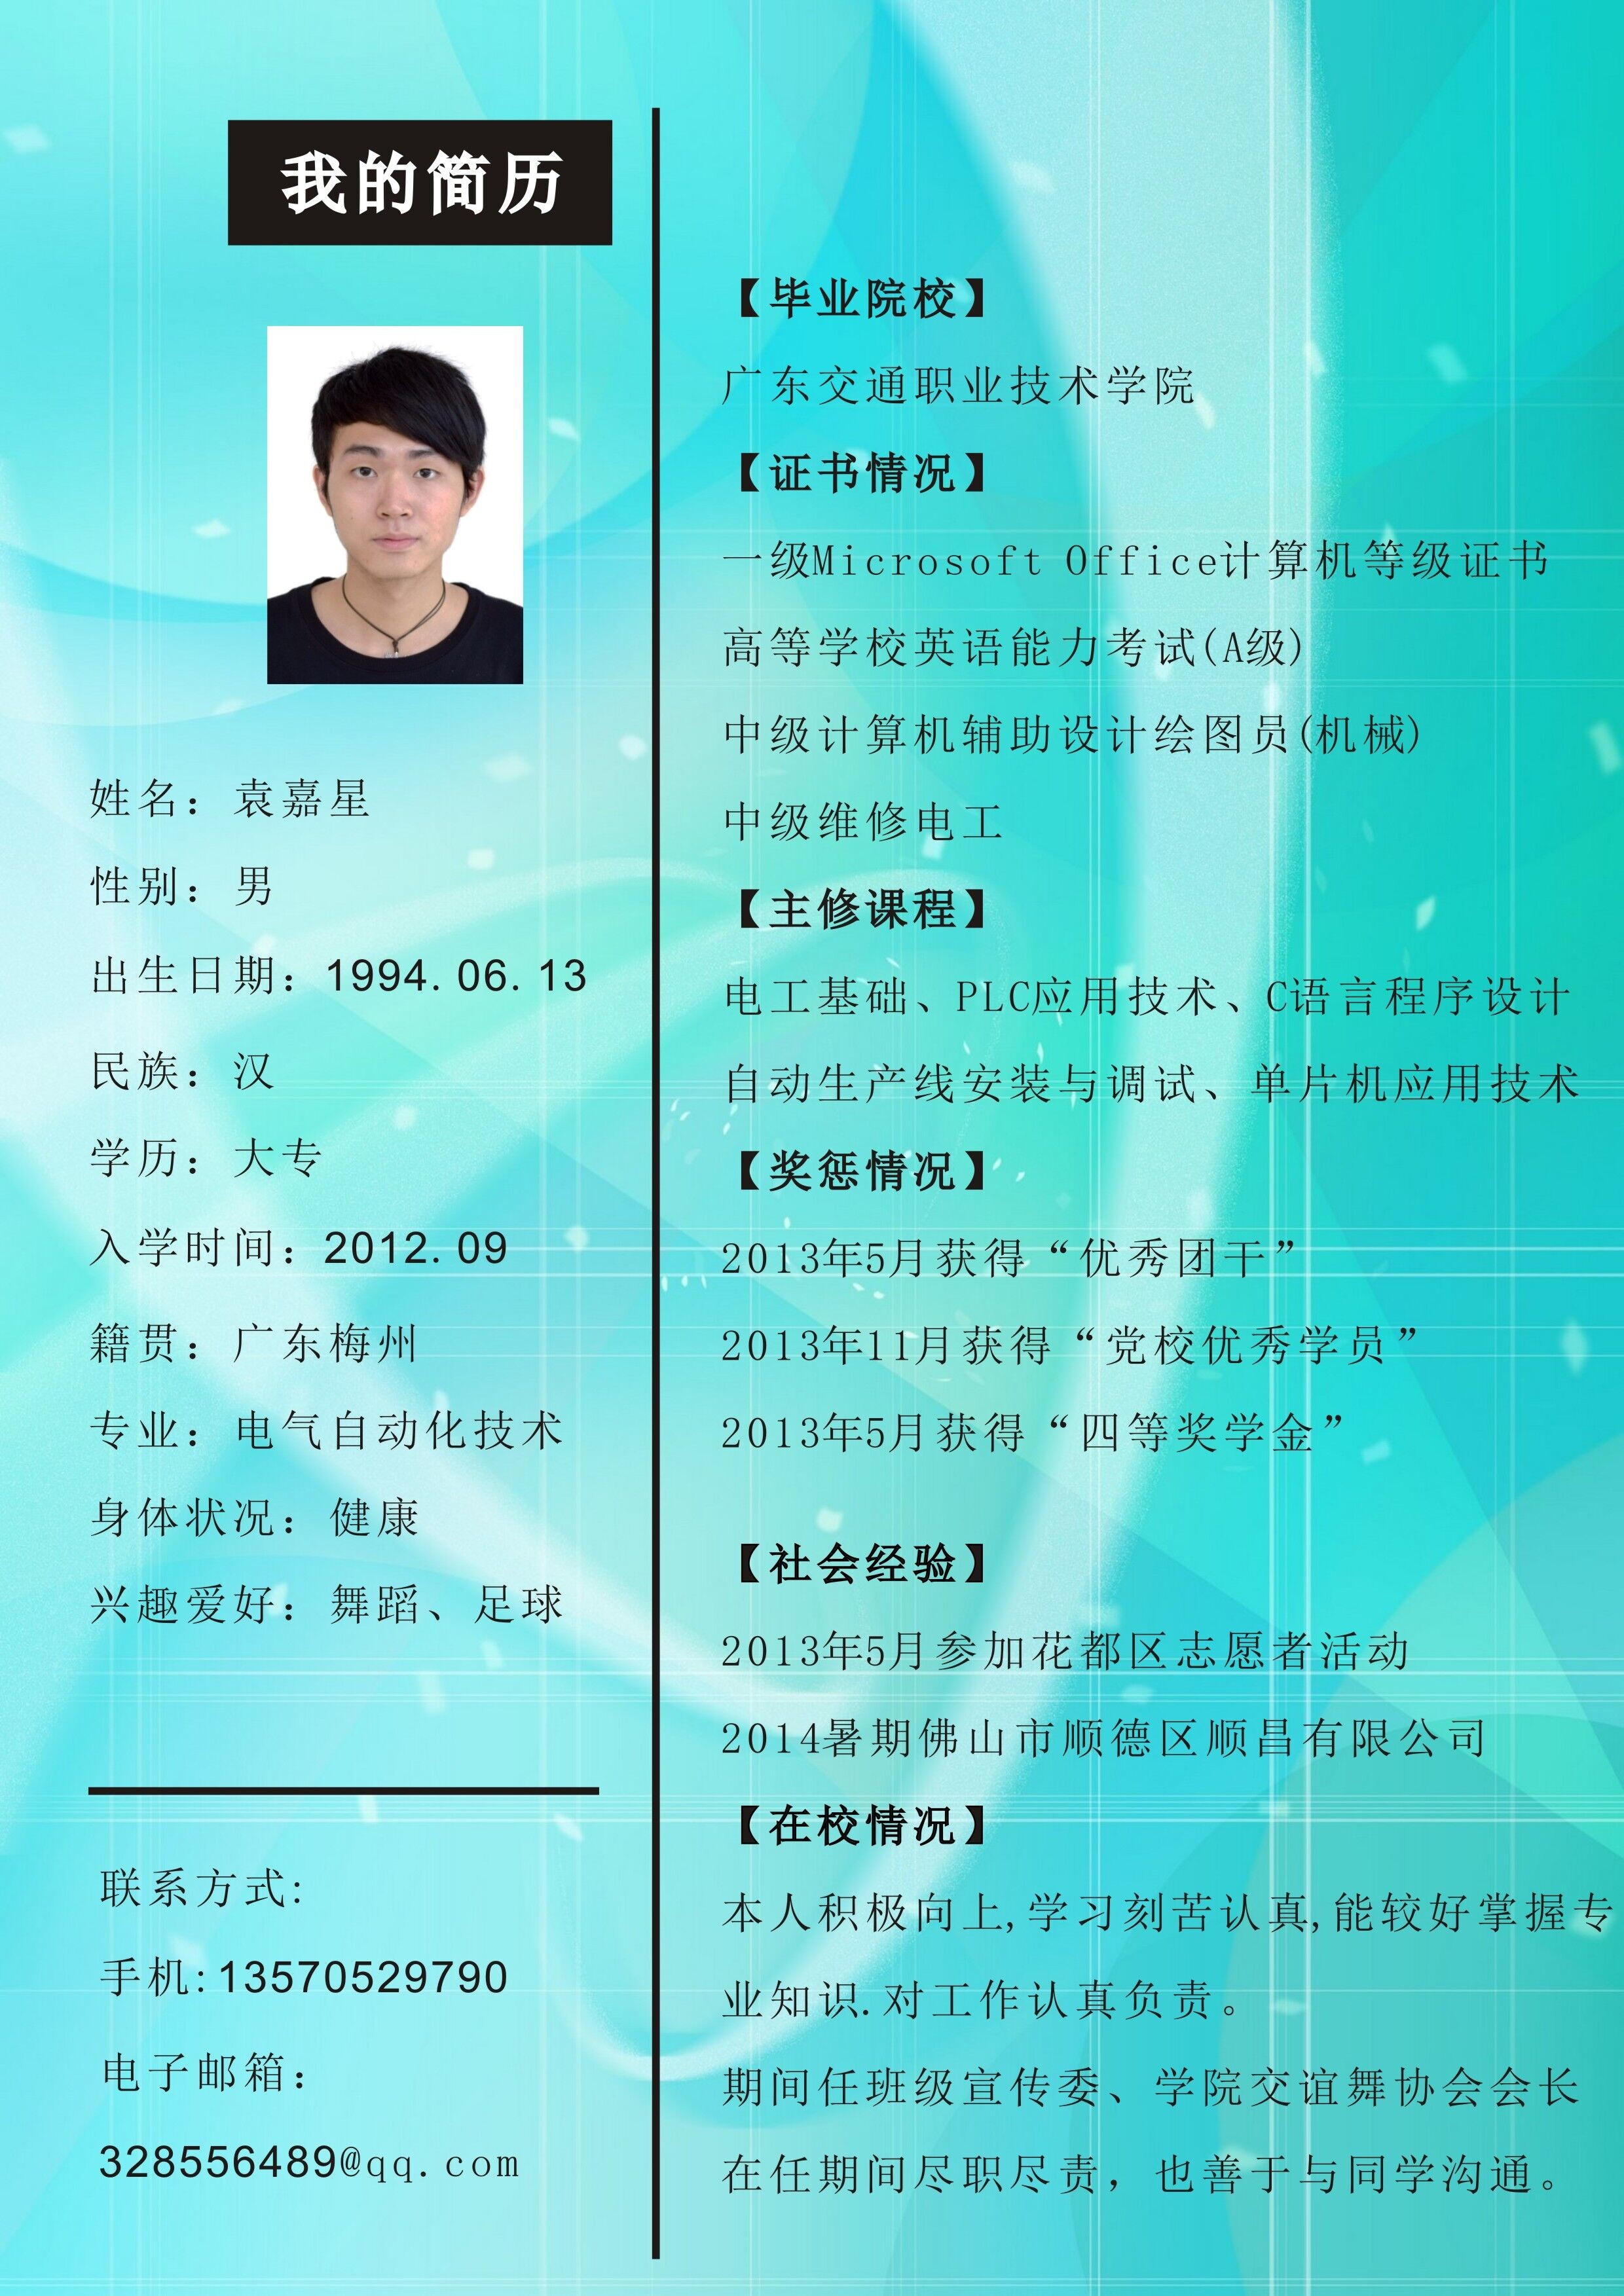 我的简历
姓名：袁嘉星
性别：男
出生日期：1994.06.13
民族：汉
学历：大专
入学时间：2012.09
籍贯：广东梅州
专业：电气自动化技术
身体状况：健康
兴趣爱好：舞蹈、足球
联系方式:
手机:13570529790
电子邮箱：
328556489@qq.com
【毕业院校】
广东交通职业技术学院
【证书情况】
一级Microsoft Office计算机等级证书
高等学校英语能力考试(A级)
中级计算机辅助设计绘图员(机械)
中级维修电工
【主修课程】
电工基础、PLC应用技术、C语言程序设计
自动生产线安装与调试、单片机应用技术
【奖惩情况】
2013年5月获得“优秀团干”
2013年11月获得“党校优秀学员”
2013年5月获得“四等奖学金”
【社会经验】
2013年5月参加花都区志愿者活动
2014暑期佛山市顺德区顺昌有限公司
【在校情况】
本人积极向上,学习刻苦认真,能较好掌握专
业知识.对工作认真负责。
期间任班级宣传委、学院交谊舞协会会长
在任期间尽职尽责，也善于与同学沟通。